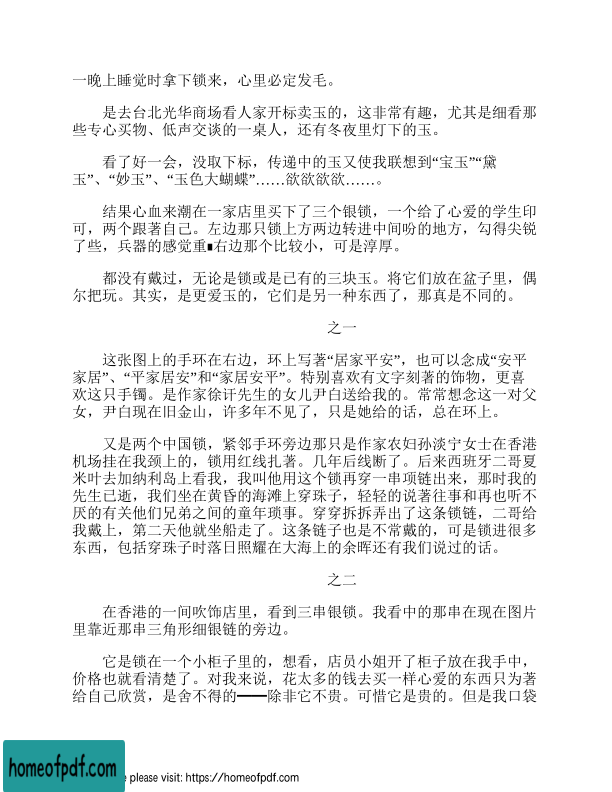 一晚上睡觉时拿下锁来，心里必定发毛。
是去台北光华商场看人家开标卖玉的，这非常有趣，尤其是细看那
些专心买物、低声交谈的一桌人，还有冬夜里灯下的玉。
看了好一会，没取下标，传递中的玉又使我联想到“宝玉”“黛
玉”、“妙玉”、“玉色大蝴蝶”……欲欲欲欲……。
结果心血来潮在一家店里买下了三个银锁，一个给了心爱的学生印
可，两个跟著自己。左边那只锁上方两边转进中间吩的地方，勾得尖锐
了些，兵器的感觉重∎右边那个比较小，可是淳厚。
都没有戴过，无论是锁或是已有的三块玉。将它们放在盆子里，偶
尔把玩。其实，是更爱玉的，它们是另一种东西了，那真是不同的。
之一
这张图上的手环在右边，环上写著“居家平安”，也可以念成“安平
家居”、“平家居安”和“家居安平”。特别喜欢有文字刻著的饰物，更喜
欢这只手镯。是作家徐讦先生的女儿尹白送给我的。常常想念这一对父
女，尹白现在旧金山，许多年不见了，只是她给的话，总在环上。
又是两个中国锁，紧邻手环旁边那只是作家农妇孙淡宁女士在香港
机场挂在我颈上的，锁用红线扎著。几年后线断了。后来西班牙二哥夏
米叶去加纳利岛上看我，我叫他用这个锁再穿一串项链出来，那时我的
先生已逝，我们坐在黄昏的海滩上穿珠子，轻轻的说著往事和再也听不
厌的有关他们兄弟之间的童年琐事。穿穿拆拆弄出了这条锁链，二哥给
我戴上，第二天他就坐船走了。这条链子也是不常戴的，可是锁进很多
东西，包括穿珠子时落日照耀在大海上的余晖还有我们说过的话。
之二
在香港的一间吹饰店里，看到三串银锁。我看中的那串在现在图片
里靠近那串三角形细银链的旁边。
它是锁在一个小柜子里的，想看，店员小姐开了柜子放在我手中，
价格也就看清楚了。对我来说，花太多的钱去买一样心爱的东西只为著
给自己欣赏，是舍不得的━━除非它不贵。可惜它是贵的。但是我口袋
homeofpdf.com
e please visit: https://homeofpdf.com